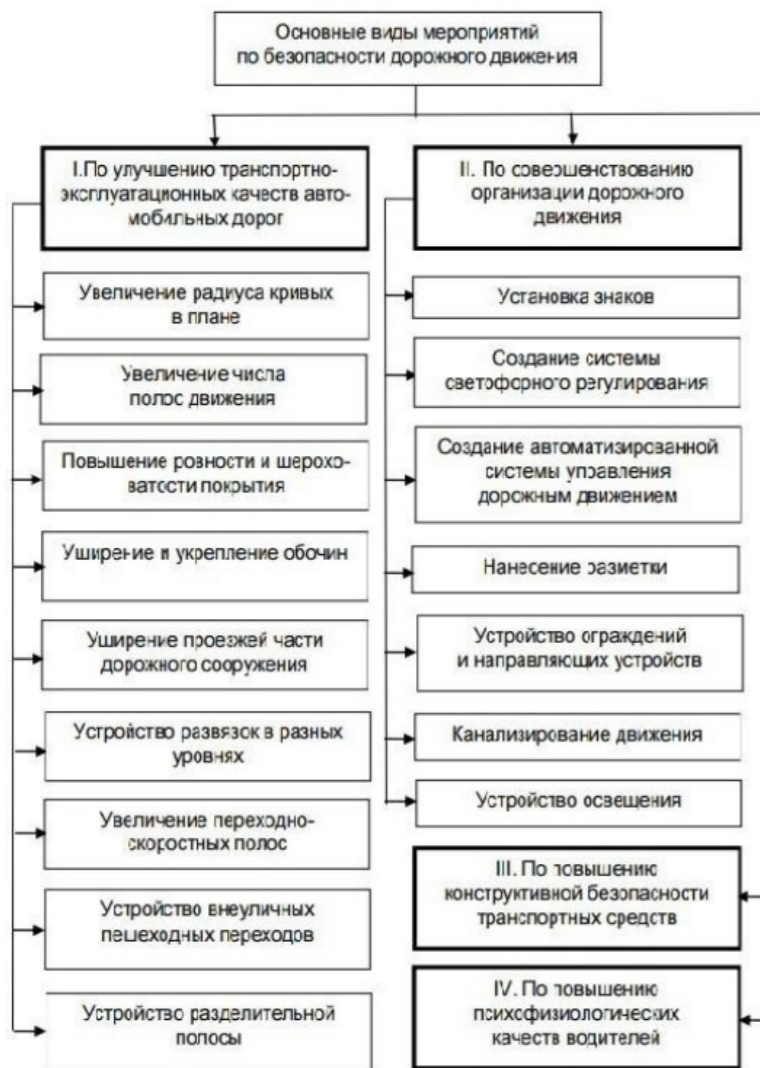 Основные виды мероприятий
по безопасности дорожного движения
I.По улучшению транспортно-
эксплуатационных качеств авто-
мобильных дорог
Увеличение радиуса кривых
в плане
Увеличение числа
полос движения
Повышение ровности и шерохо-
ватости покрытия
Уширение и укрепление обочин
Уширение проезжей части
дорожного сооружения
Устройство развязок в разных
уровнях
Увеличение переходно-
скоростных полос
Устройство внеуличных
пешеходных переходов
Устройство разделительной
полосы
II. По совершенствованию
организации дорожного
движения
Установка знаков
Создание системы
светофорного регулирования
Создание автоматизированной
системы управления
дорожным движением
Нанесение разметки
Устройство ограждений
и направляющих устройств
Канализирование движения
Устройство освещения
III. По повышению
конструктивной безопасности
транспортных средств
IV. По повышению
психофизиологических
качеств водителей